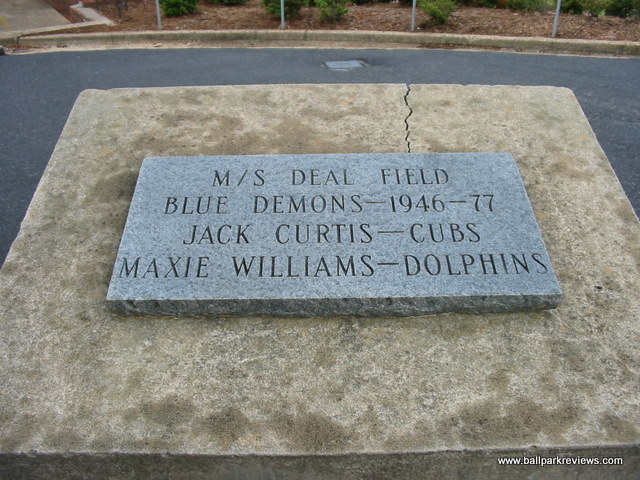 M/S DEAL FIELD
BLUE DEMONS—1946—77
JACK CURTIS—CUBS
MAXIE WILLIAMS—DOLPHINS
www.ballparkreviews.com